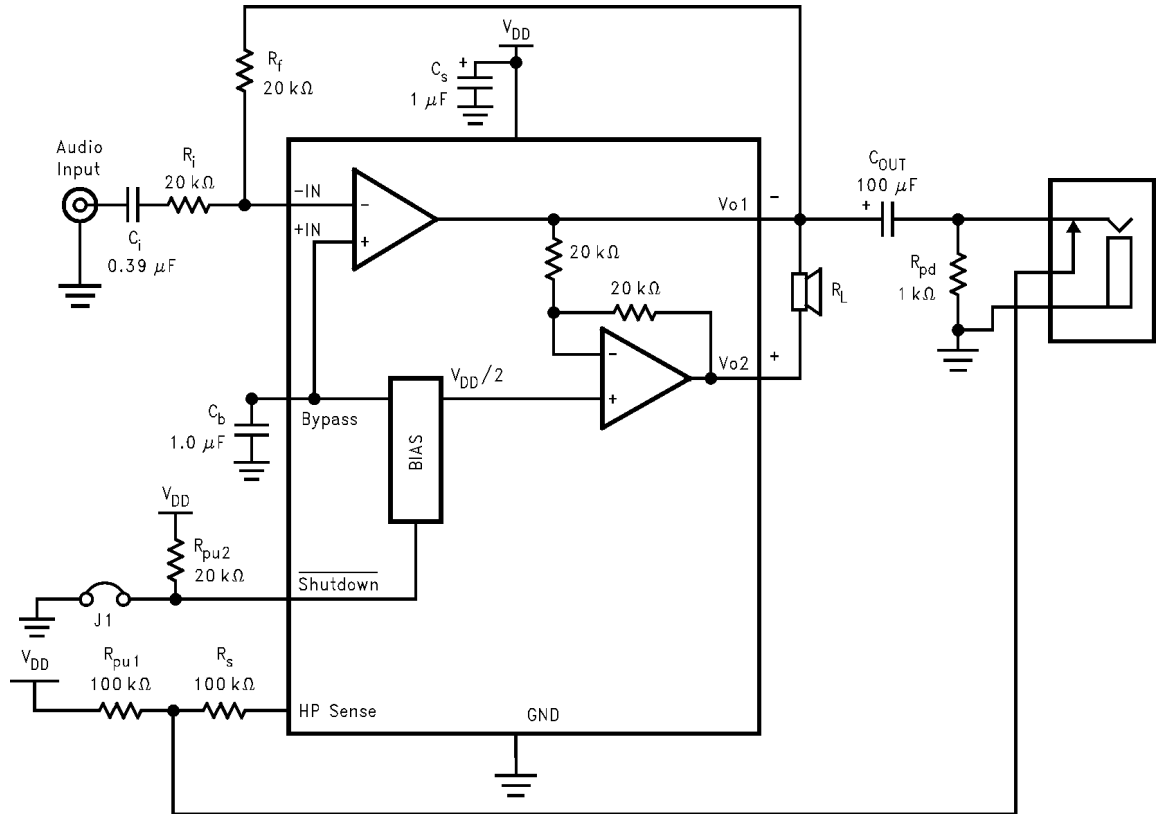 V_DD
R_f
20 kΩ
C_s
+
1 μF
Audio
Input
R_i
20 kΩ
C_i
0.39 μF
-IN
+IN
-
+
Vo1
-
C_OUT
100 μF
+
20 kΩ
20 kΩ
R_pd
1 kΩ
R_L
-
+
Vo2
+
V_DD/2
C_b
1.0 μF
Bypass
BIAS
V_DD
R_pu2
20 kΩ
Shutdown
J1
V_DD
R_pu1
100 kΩ
R_s
100 kΩ
HP Sense
GND